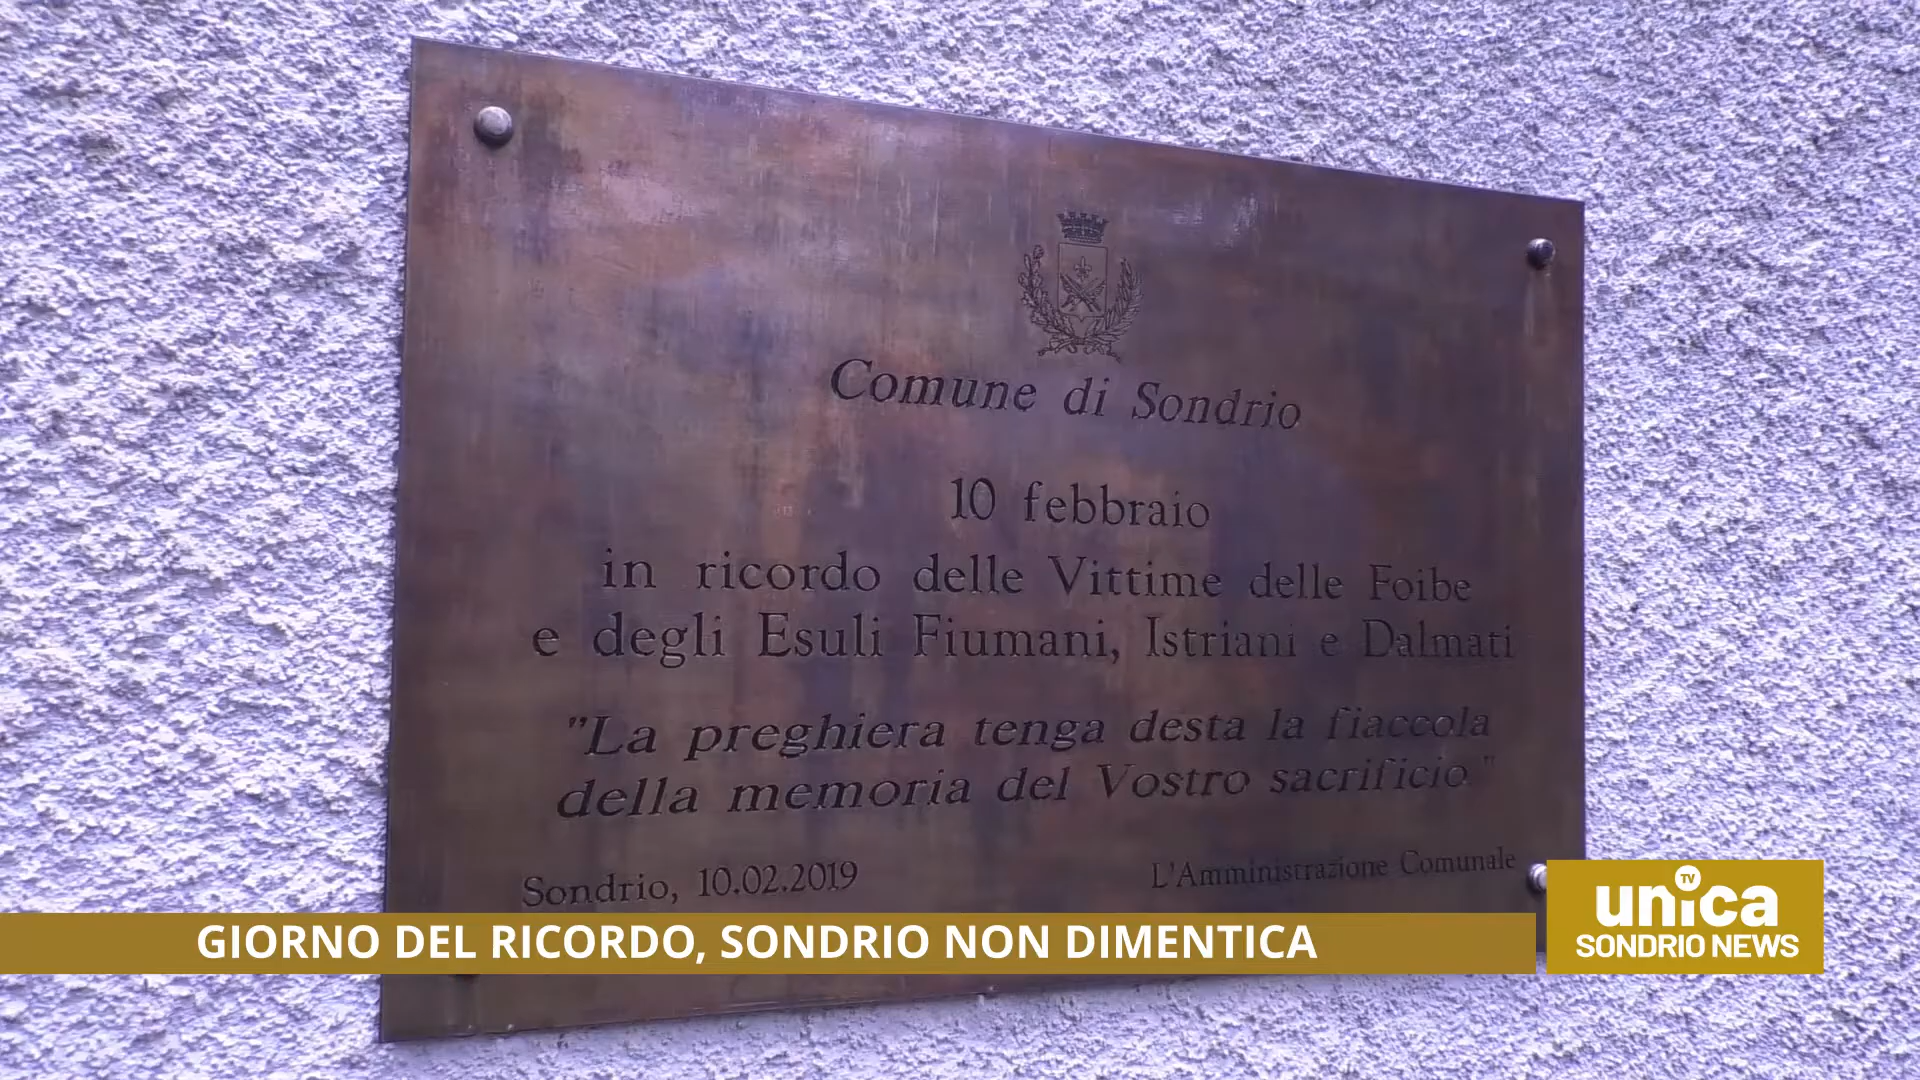 Comune di Sondrio
10 febbraio
in ricordo delle Vittime delle Foibe
e degli Esuli Fiumani, Istriani e Dalmati
"La preghiera tenga desta la fiaccola
della memoria del Vostro sacrificio"
Sondrio, 10.02.2019
L'Amministrazione Comunale
GIORNO DEL RICORDO, SONDRIO NON DIMENTICA
unica TV
SONDRIO NEWS